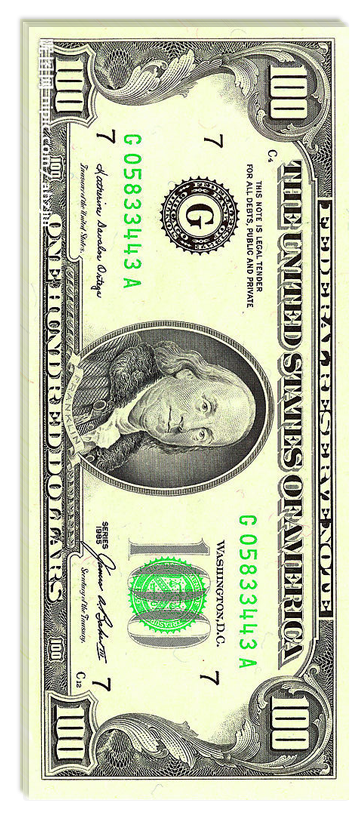 FEDERAL RESERVE NOTE
100
THE UNITED STATES OF AMERICA
100
C4
THIS NOTE IS LEGAL TENDER
FOR ALL DEBTS, PUBLIC AND PRIVATE
7
G
G 05833443 A
7
G 05833443 A
WASHINGTON, D.C.
7
100
Katherine Davalos Ortega
Treasurer of the United States.
FRANKLIN
SERIES
1985
James A Baker III
Secretary of the Treasury.
C12
7
100
100
ONE HUNDRED DOLLARS
100
100